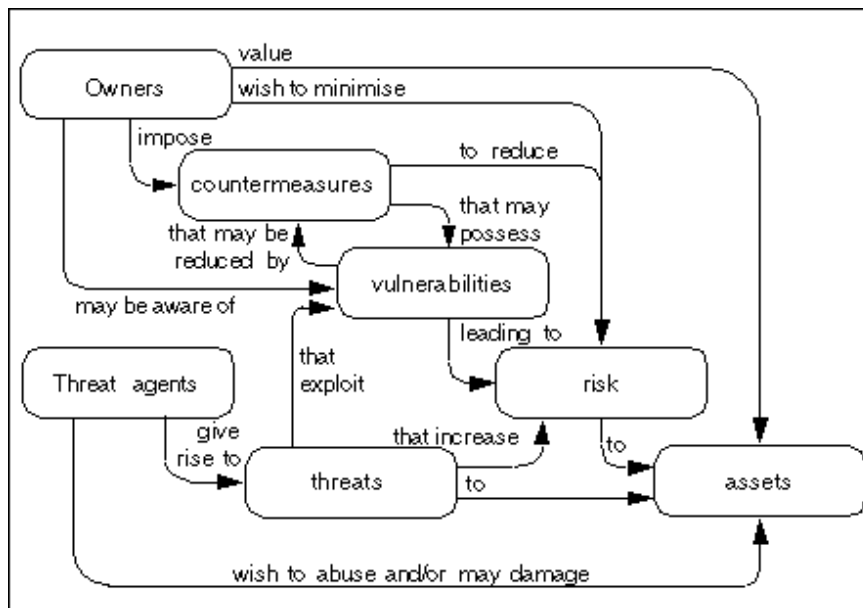 value
Owners
wish to minimise
impose
to reduce
countermeasures
that may
possess
that may be
reduced by
vulnerabilities
may be aware of
leading to
that
exploit
Threat agents
risk
give
rise to
that increase
to
threats
to
assets
wish to abuse and/or may damage